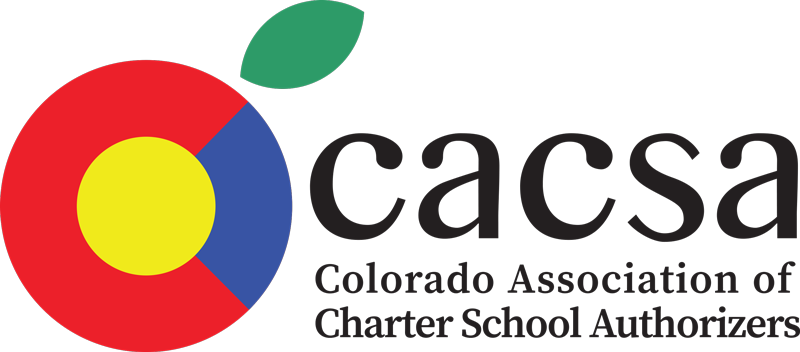 cacsa
Colorado Association of
Charter School Authorizers